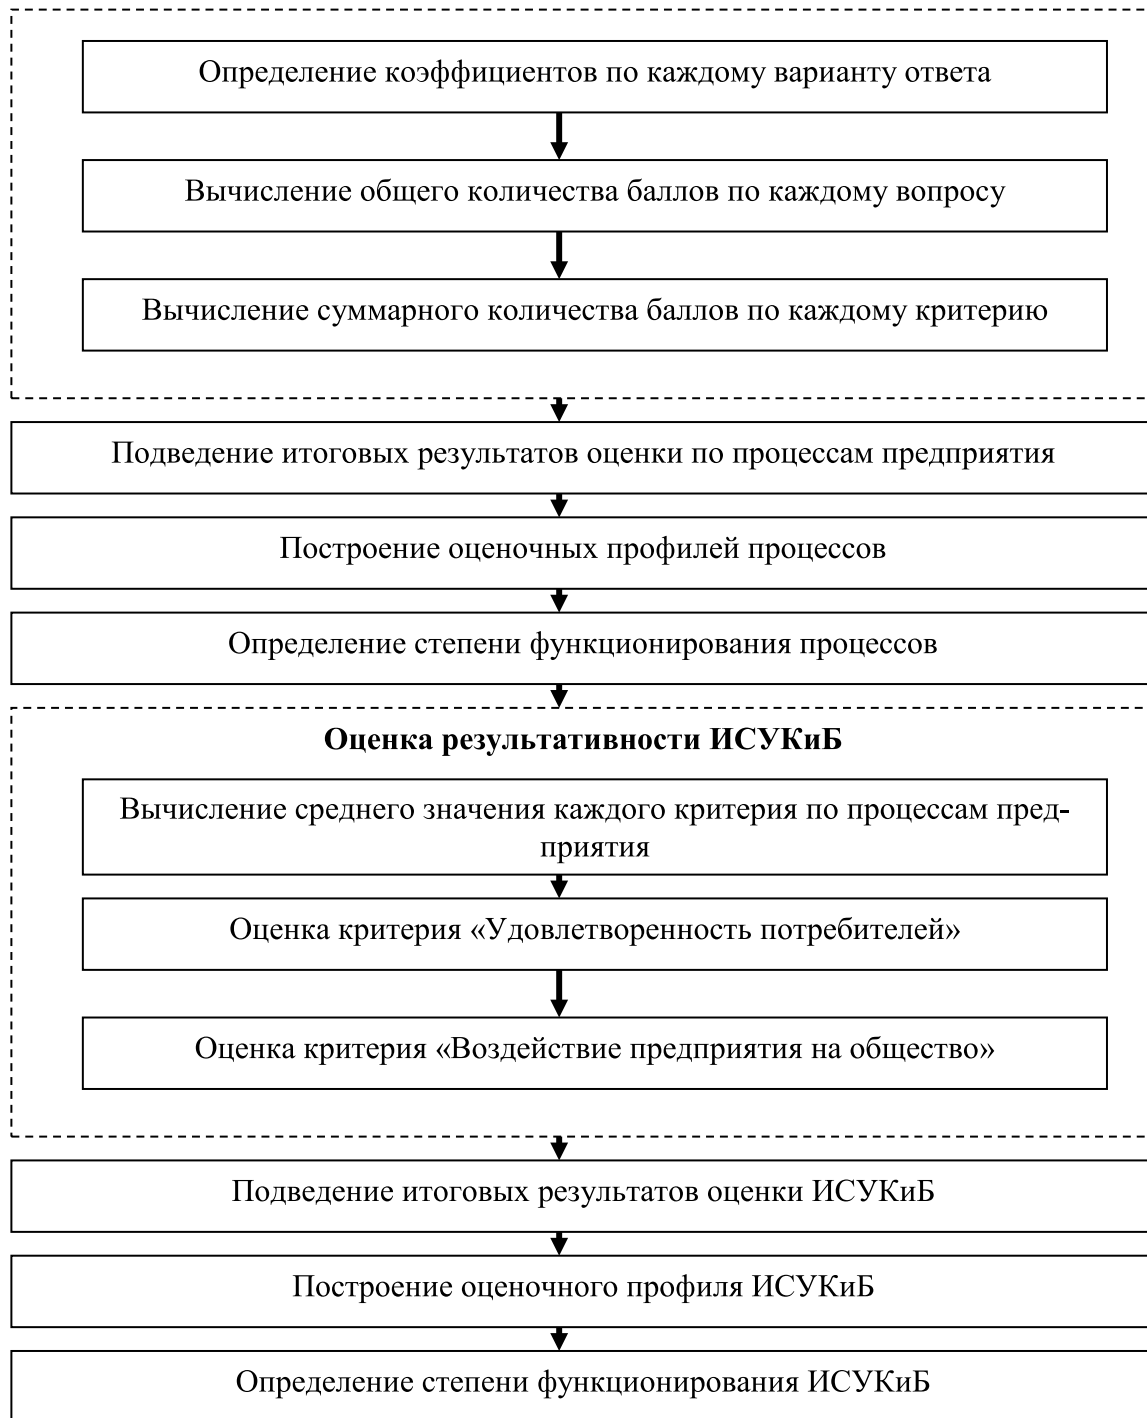 Определение коэффициентов по каждому варианту ответа
Вычисление общего количества баллов по каждому вопросу
Вычисление суммарного количества баллов по каждому критерию
Подведение итоговых результатов оценки по процессам предприятия
Построение оценочных профилей процессов
Определение степени функционирования процессов
Оценка результативности ИСУКиБ
Вычисление среднего значения каждого критерия по процессам пред-
приятия
Оценка критерия «Удовлетворенность потребителей»
Оценка критерия «Воздействие предприятия на общество»
Подведение итоговых результатов оценки ИСУКиБ
Построение оценочного профиля ИСУКиБ
Определение степени функционирования ИСУКиБ